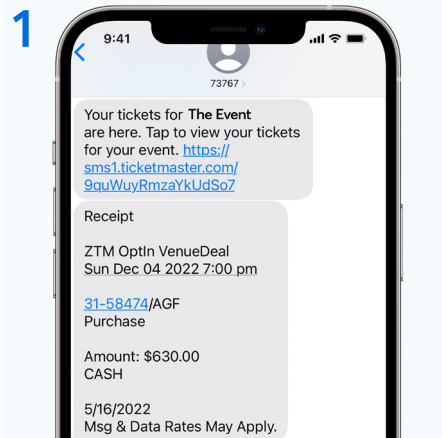 1
9:41
73767
Your tickets for The Event
are here. Tap to view your tickets
for your event. https://
sms1.ticketmaster.com/
9quWuyRmzaYkUdSo7
Receipt
ZTM OptIn VenueDeal
Sun Dec 04 2022 7:00 pm
31-58474/AGF
Purchase
Amount: $630.00
CASH
5/16/2022
Msg & Data Rates May Apply.